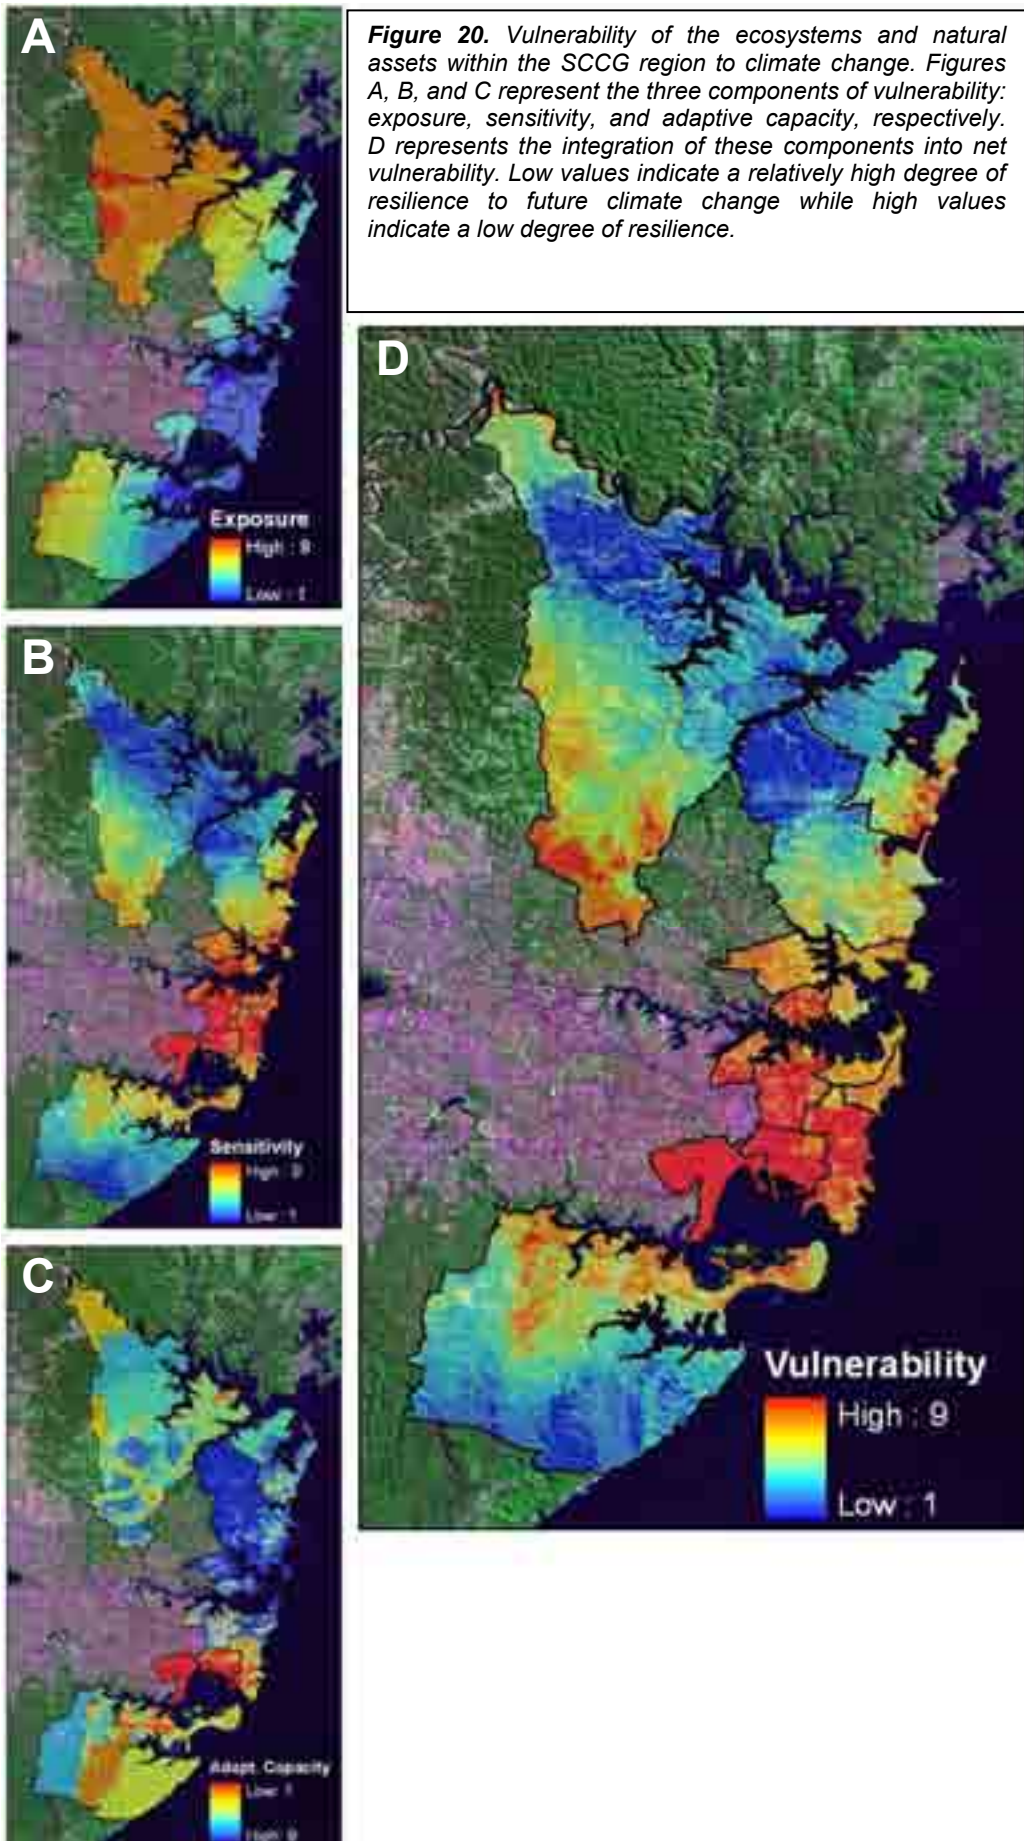 A
Figure 20. Vulnerability of the ecosystems and natural
assets within the SCCG region to climate change. Figures
A, B, and C represent the three components of vulnerability:
exposure, sensitivity, and adaptive capacity, respectively.
D represents the integration of these components into net
vulnerability. Low values indicate a relatively high degree of
resilience to future climate change while high values
indicate a low degree of resilience.
Exposure
High : 9
Low : 1
D
Vulnerability
High : 9
Low : 1
B
Sensitivity
High : 9
Low : 1
C
Adapt. Capacity
Low: 1
High: 9